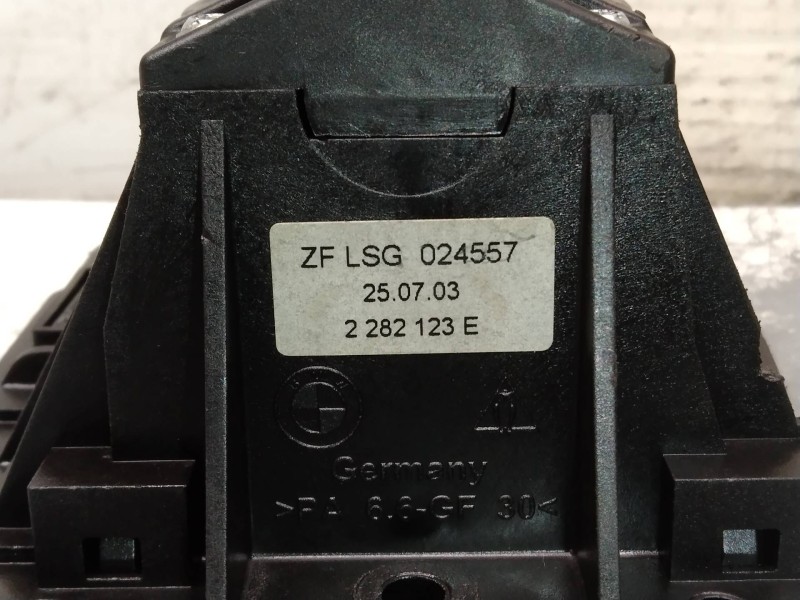 ZF LSG 024557
25.07.03
2 282 123 E
Germany
>PA 6.6-GF 30<